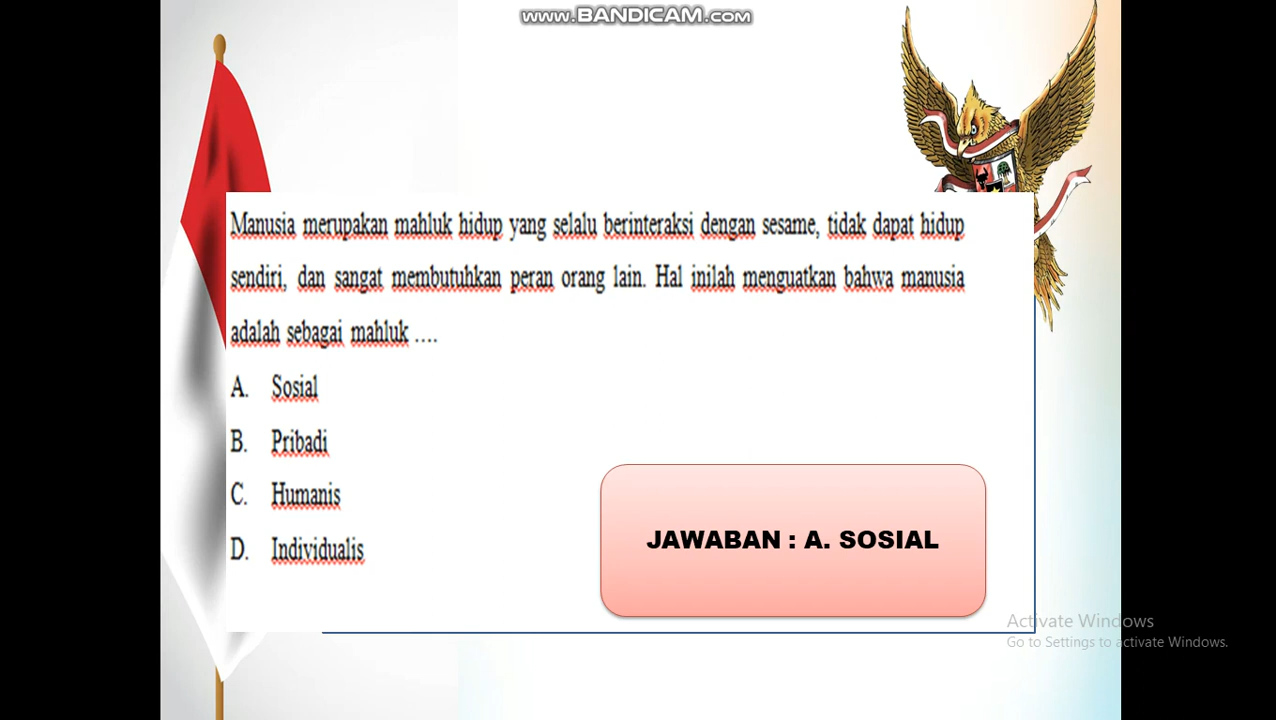 www.BANDICAM.com
Manusia merupakan mahluk hidup yang selalu berinteraksi dengan sesame, tidak dapat hidup
sendiri, dan sangat membutuhkan peran orang lain. Hal inilah menguatkan bahwa manusia
adalah sebagai mahluk ....
A. Sosial
B. Pribadi
C. Humanis
D. Individualis
JAWABAN : A. SOSIAL
Activate Windows
Go to Settings to activate Windows.